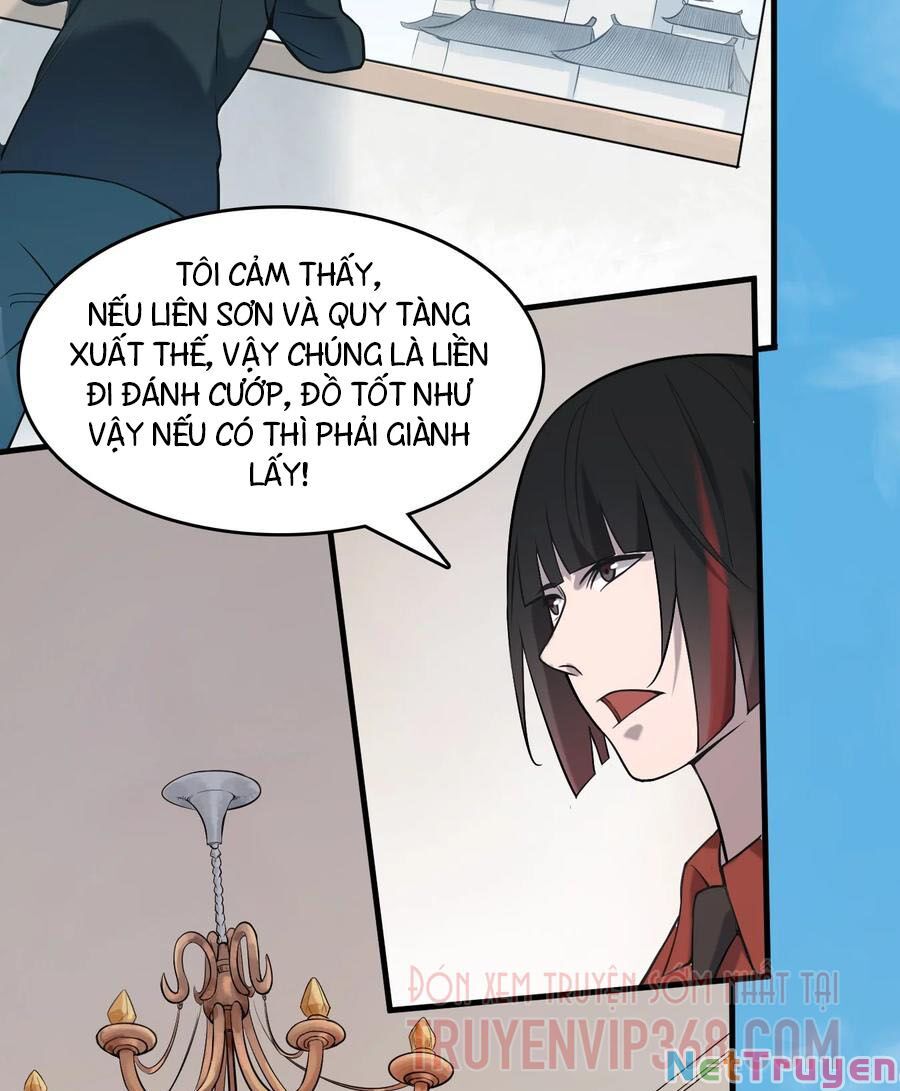 TÔI CẢM THẤY,
NẾU LIÊN SƠN VÀ QUY TÀNG
XUẤT THẾ, VẬY CHÚNG LÀ LIỀN
ĐI ĐÁNH CƯỚP, ĐỒ TỐT NHƯ
VẬY NẾU CÓ THÌ PHẢI GIÀNH
LẤY!
ĐÓN XEM TRUYỆN SỚM NHẤT TẠI
TRUYENVIP368.COM
NetTruyen